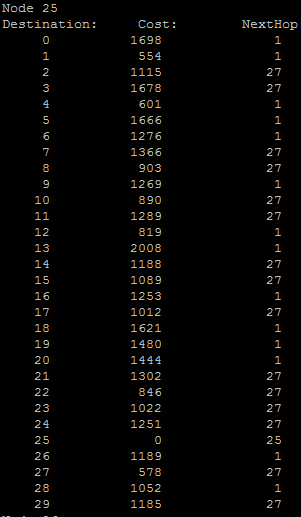 Node 25
Destination: Cost: NextHop
0 1698 1
1 554 1
2 1115 27
3 1678 27
4 601 1
5 1666 1
6 1276 1
7 1366 27
8 903 27
9 1269 1
10 890 27
11 1289 27
12 819 1
13 2008 1
14 1188 27
15 1089 27
16 1253 1
17 1012 27
18 1621 1
19 1480 1
20 1444 1
21 1302 27
22 846 27
23 1022 27
24 1251 27
25 0 25
26 1189 1
27 578 27
28 1052 1
29 1185 27